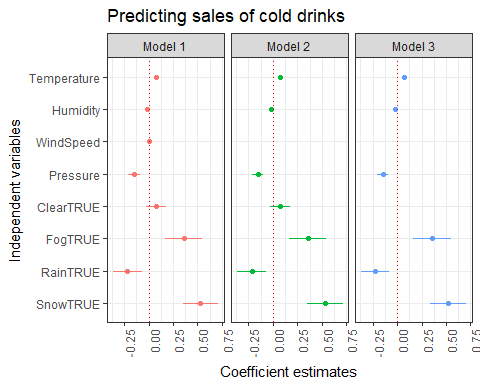 Predicting sales of cold drinks
Model 1 Model 2 Model 3
Temperature
Humidity
WindSpeed
Pressure
ClearTRUE
FogTRUE
RainTRUE
SnowTRUE
Independent variables
-0.25 0.00 0.25 0.50 0.75 -0.25 0.00 0.25 0.50 0.75 -0.25 0.00 0.25 0.50 0.75
Coefficient estimates